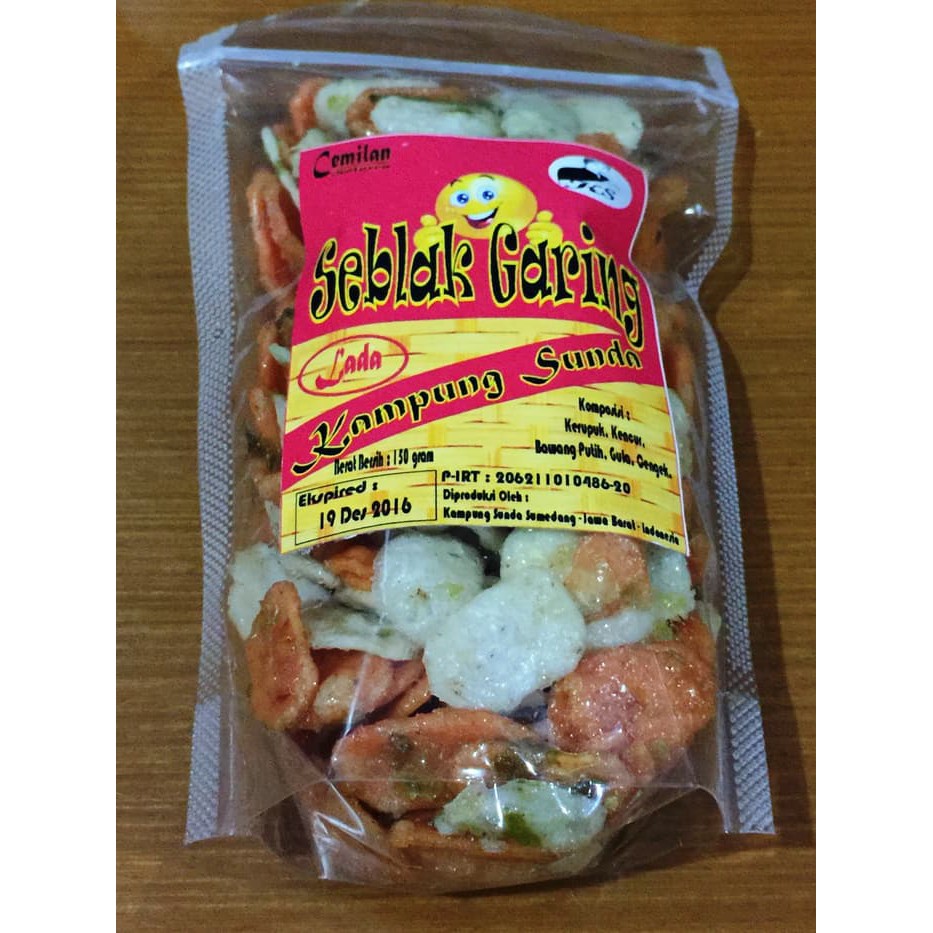 Cemilan
JCS
Seblak Garing
Lada
Kampung Sunda
Komposisi :
Kerupuk, Kencur,
Bawang Putih, Gula, Cengek.
Berat Bersih : 150 gram
Ekspired :
19 Des 2016
P-IRT : 206211010486-20
Diproduksi Oleh :
Kampung Sunda Sumedang - Jawa Barat - Indonesia